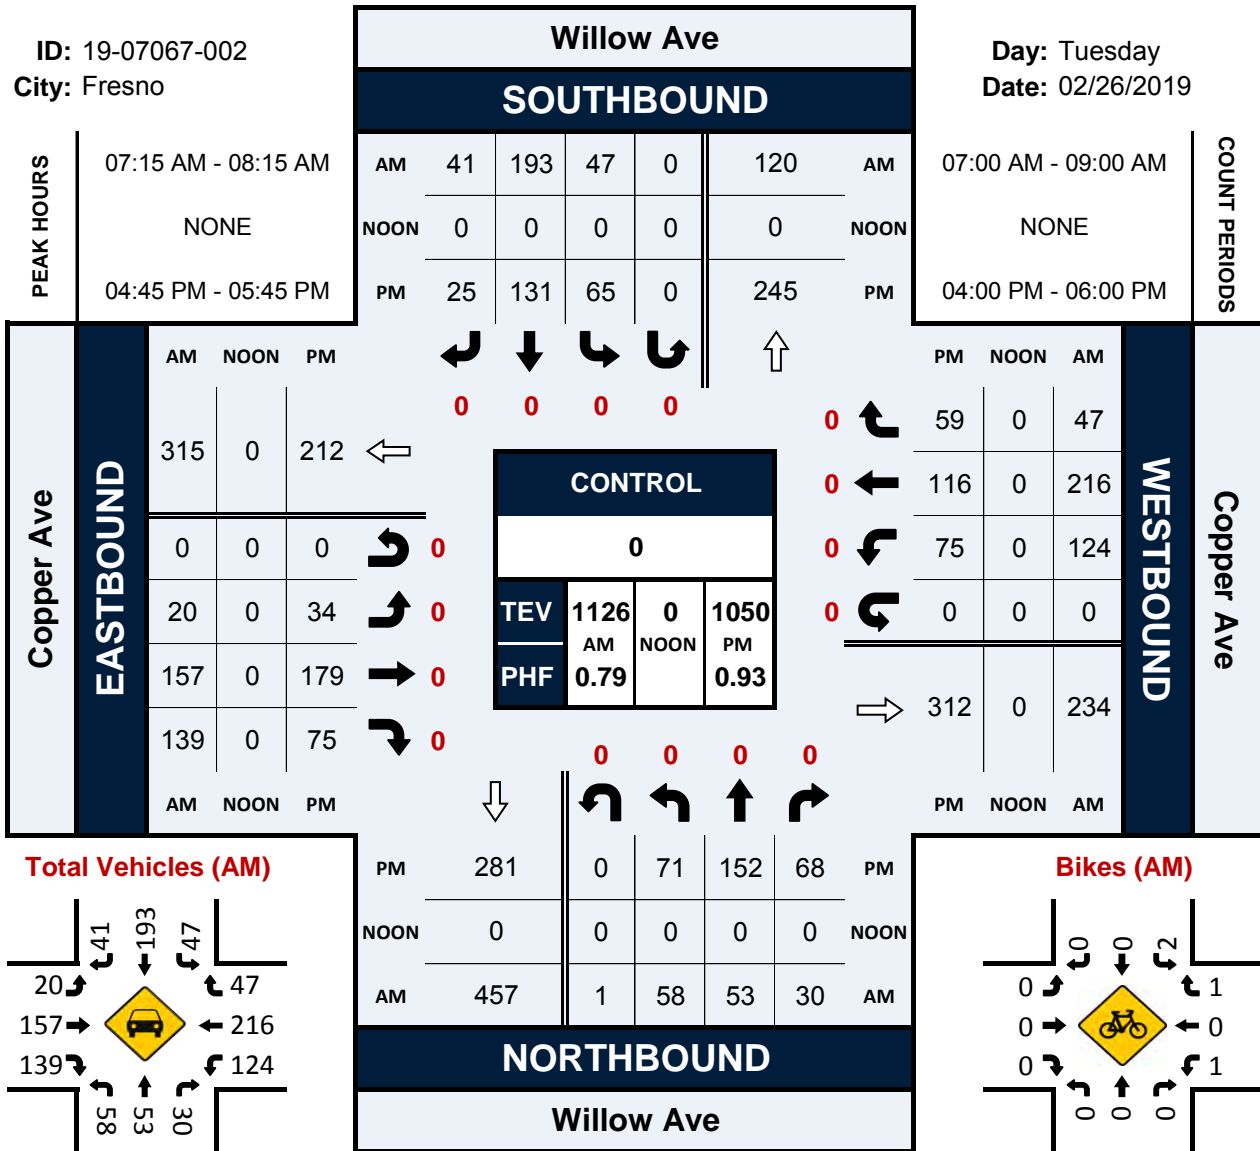 Willow Ave
ID: 19-07067-002
City: Fresno
Day: Tuesday
Date: 02/26/2019
SOUTHBOUND
PEAK HOURS
07:15 AM - 08:15 AM
NONE
04:45 PM - 05:45 PM
AM 41 193 47 0 120 AM
NOON 0 0 0 0 0 NOON
PM 25 131 65 0 245 PM
07:00 AM - 09:00 AM
NONE
04:00 PM - 06:00 PM
COUNT PERIODS
0 0 0 0
Copper Ave
EASTBOUND
AM NOON PM
315 0 212
0 0 0 0
20 0 34 0
157 0 179 0
139 0 75 0
AM NOON PM
CONTROL
0
TEV 1126 0 1050
AM NOON PM
PHF 0.79 0.93
PM NOON AM
0 59 0 47
0 116 0 216
0 75 0 124
0 0 0 0
312 0 234
PM NOON AM
WESTBOUND
Copper Ave
0 0 0 0
PM 281 0 71 152 68 PM
NOON 0 0 0 0 0 NOON
AM 457 1 58 53 30 AM
NORTHBOUND
Willow Ave
Total Vehicles (AM)
41 193 47
20 47
157 216
139 124
58 53 30
Bikes (AM)
0 0 2
0 1
0 0
0 1
0 0 0